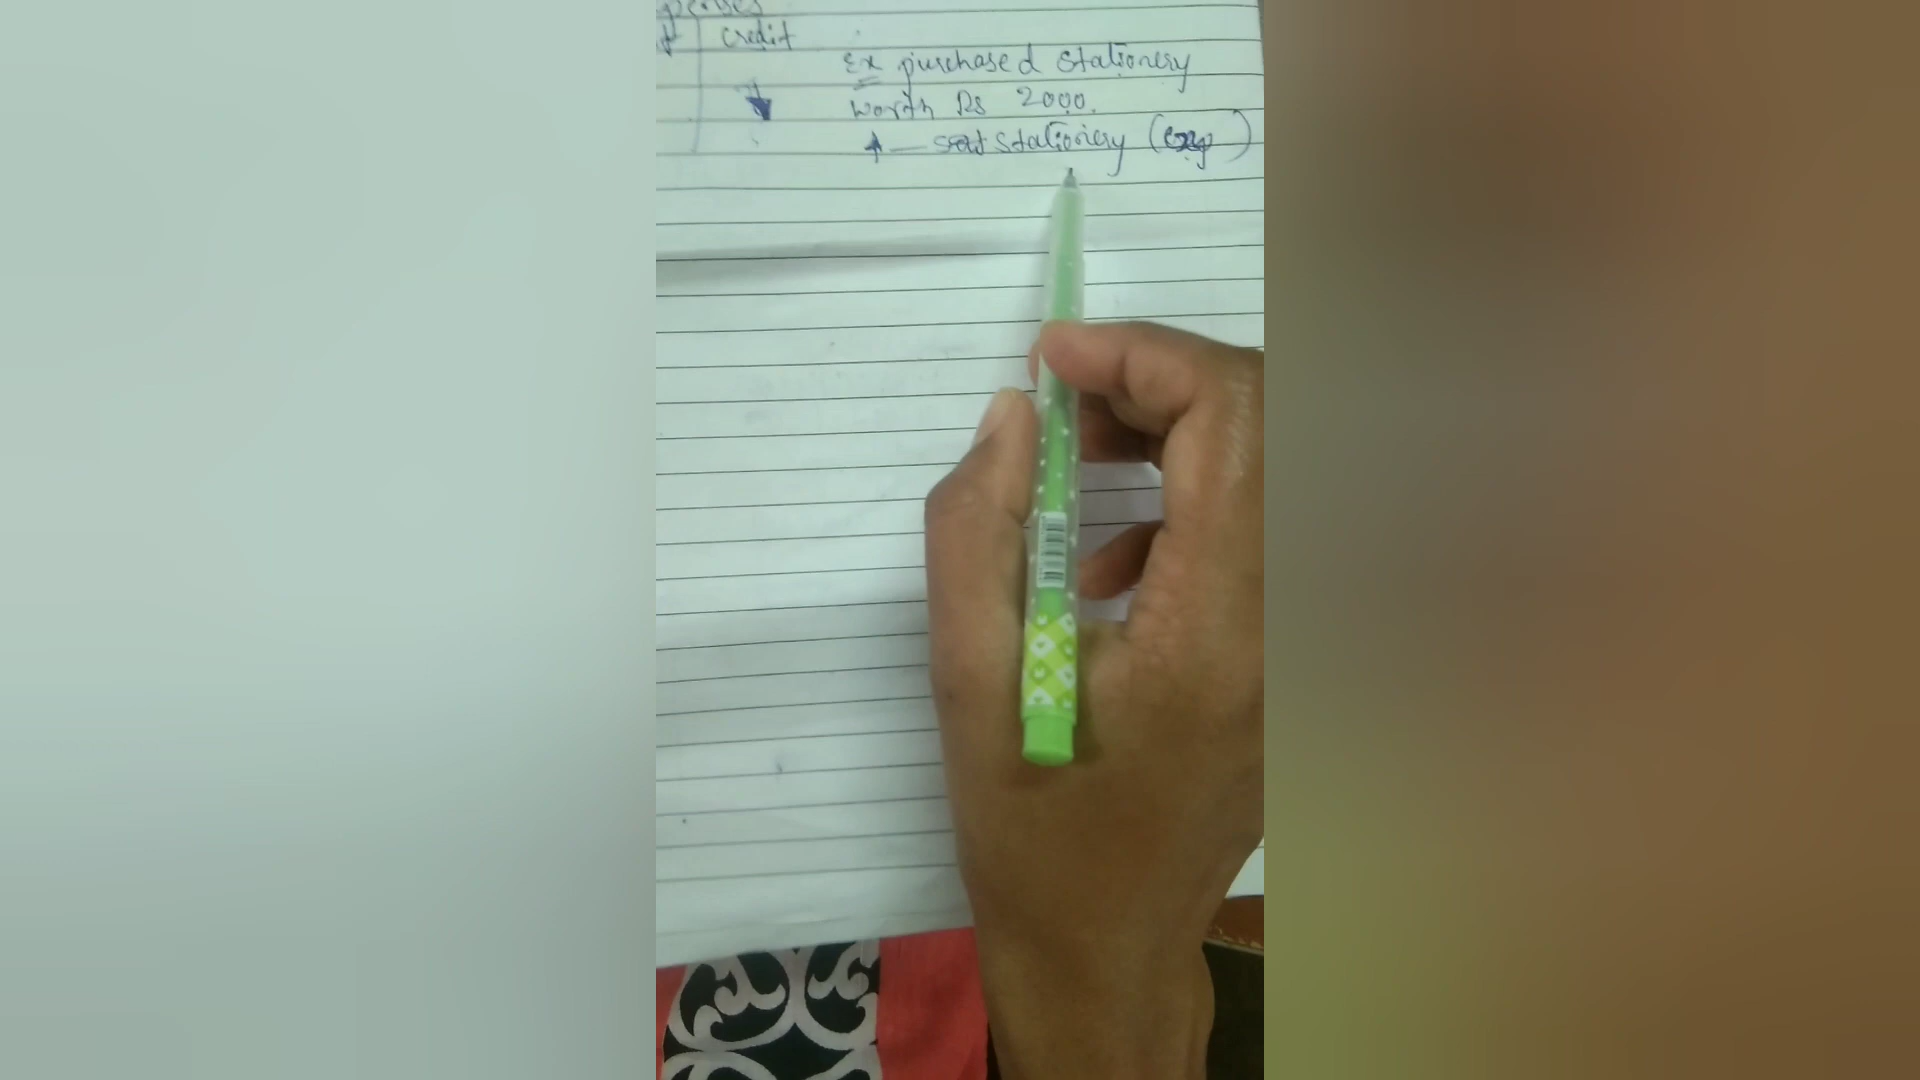 credit
Ex purchased stationery
worth Rs 2000.
↑ — stationery (exp)